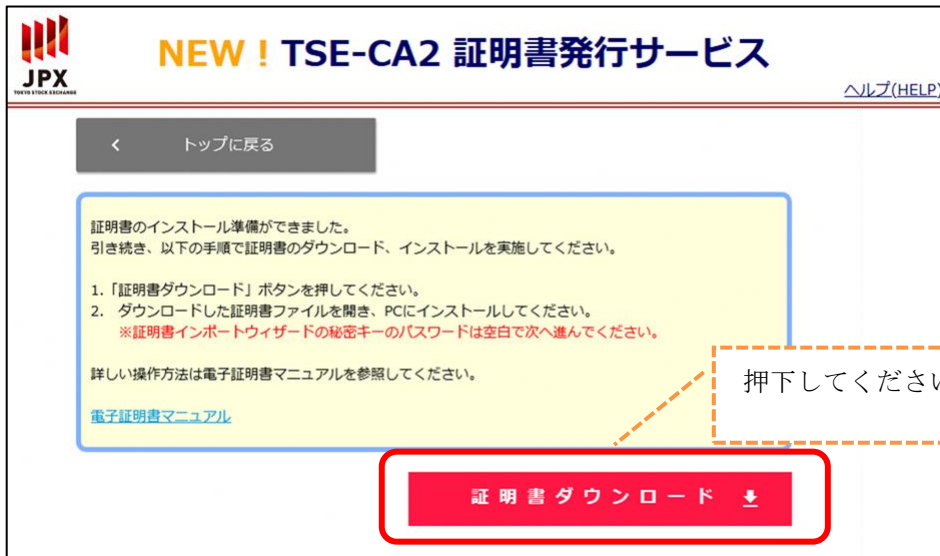 JPX
TOKYO STOCK EXCHANGE
NEW！TSE-CA2 証明書発行サービス
ヘルプ(HELP)
＜ トップに戻る
証明書のインストール準備ができました。
引き続き、以下の手順で証明書のダウンロード、インストールを実施してください。
1.「証明書ダウンロード」ボタンを押してください。
2. ダウンロードした証明書ファイルを開き、PCにインストールしてください。
※証明書インポートウィザードの秘密キーのパスワードは空白で次へ進んでください。
詳しい操作方法は電子証明書マニュアルを参照してください。
電子証明書マニュアル
押下してくださ
証明書ダウンロード